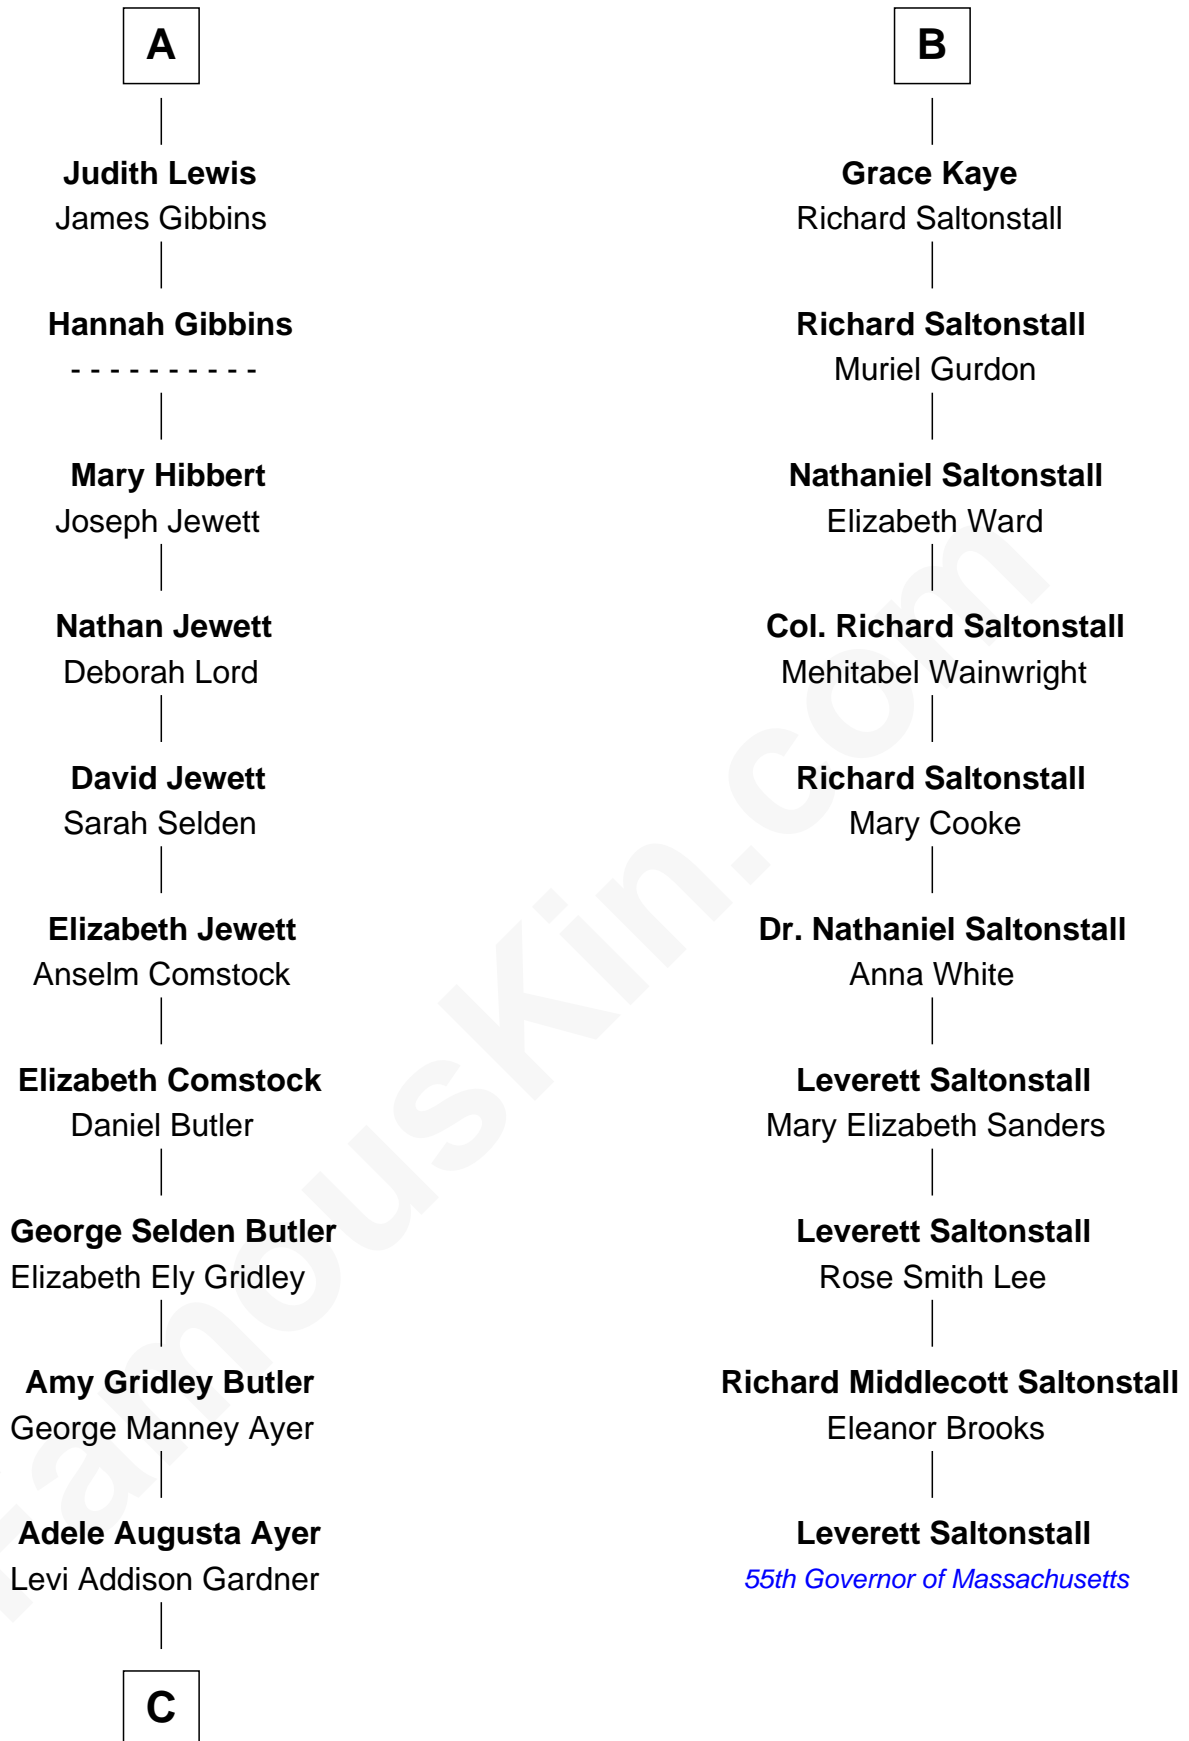 A
Judith Lewis
James Gibbins
Hannah Gibbins
- - - - - - - - - -
Mary Hibbert
Joseph Jewett
Nathan Jewett
Deborah Lord
David Jewett
Sarah Selden
Elizabeth Jewett
Anselm Comstock
Elizabeth Comstock
Daniel Butler
George Selden Butler
Elizabeth Ely Gridley
Amy Gridley Butler
George Manney Ayer
Adele Augusta Ayer
Levi Addison Gardner
C
B
Grace Kaye
Richard Saltonstall
Richard Saltonstall
Muriel Gurdon
Nathaniel Saltonstall
Elizabeth Ward
Col. Richard Saltonstall
Mehitabel Wainwright
Richard Saltonstall
Mary Cooke
Dr. Nathaniel Saltonstall
Anna White
Leverett Saltonstall
Mary Elizabeth Sanders
Leverett Saltonstall
Rose Smith Lee
Richard Middlecott Saltonstall
Eleanor Brooks
Leverett Saltonstall
55th Governor of Massachusetts
FamousKin.com